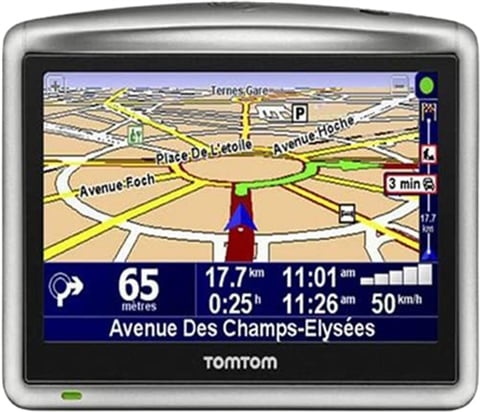 Ternes Gare
P
Place De L'etoile
Avenue Hoche
Avenue Foch
3 min
17.7
km
65
mètres
17.7 km
11:01 am
0:25 h
11:26 am
50 km/h
Avenue Des Champs-Elysées
TOMTOM